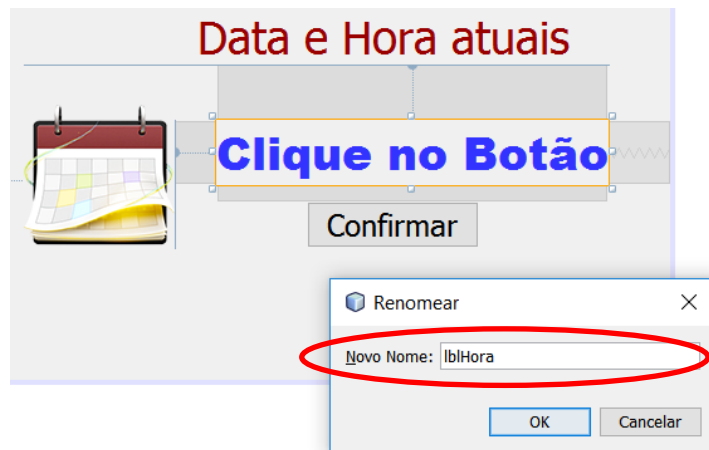 Data e Hora atuais
Clique no Botão
Confirmar
Renomear
Novo Nome: lblHora
OK Cancelar